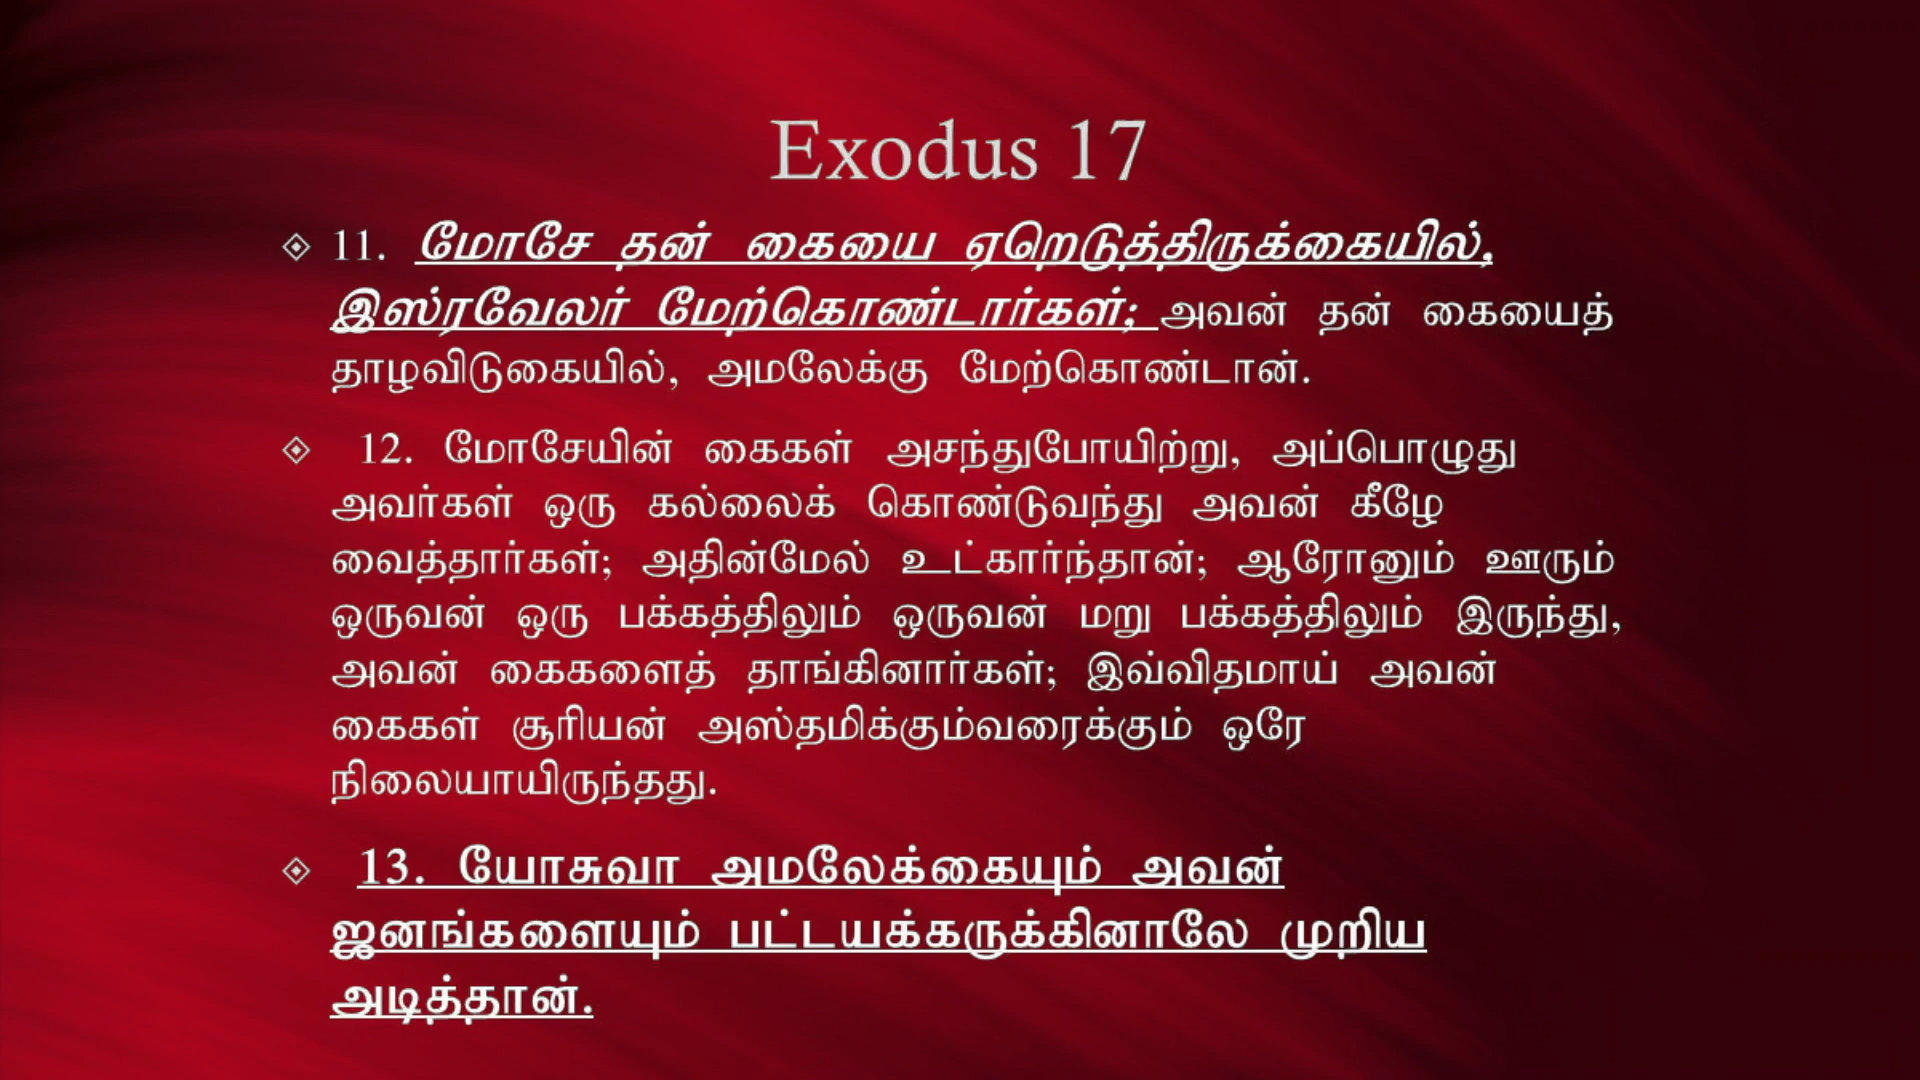 Exodus 17
11. மோசே தன் கையை ஏறெடுத்திருக்கையில்,
இஸ்ரவேலர் மேற்கொண்டார்கள்; அவன் தன் கையைத்
தாழவிடுகையில், அமலேக்கு மேற்கொண்டான்.
12. மோசேயின் கைகள் அசந்துபோயிற்று, அப்பொழுது
அவர்கள் ஒரு கல்லைக் கொண்டுவந்து அவன் கீழே
வைத்தார்கள்; அதின்மேல் உட்கார்ந்தான்; ஆரோனும் ஊரும்
ஒருவன் ஒரு பக்கத்திலும் ஒருவன் மறு பக்கத்திலும் இருந்து,
அவன் கைகளைத் தாங்கினார்கள்; இவ்விதமாய் அவன்
கைகள் சூரியன் அஸ்தமிக்கும்வரைக்கும் ஒரே
நிலையாயிருந்தது.
13. யோசுவா அமலேக்கையும் அவன்
ஜனங்களையும் பட்டயக்கருக்கினாலே முறிய
அடித்தான்.